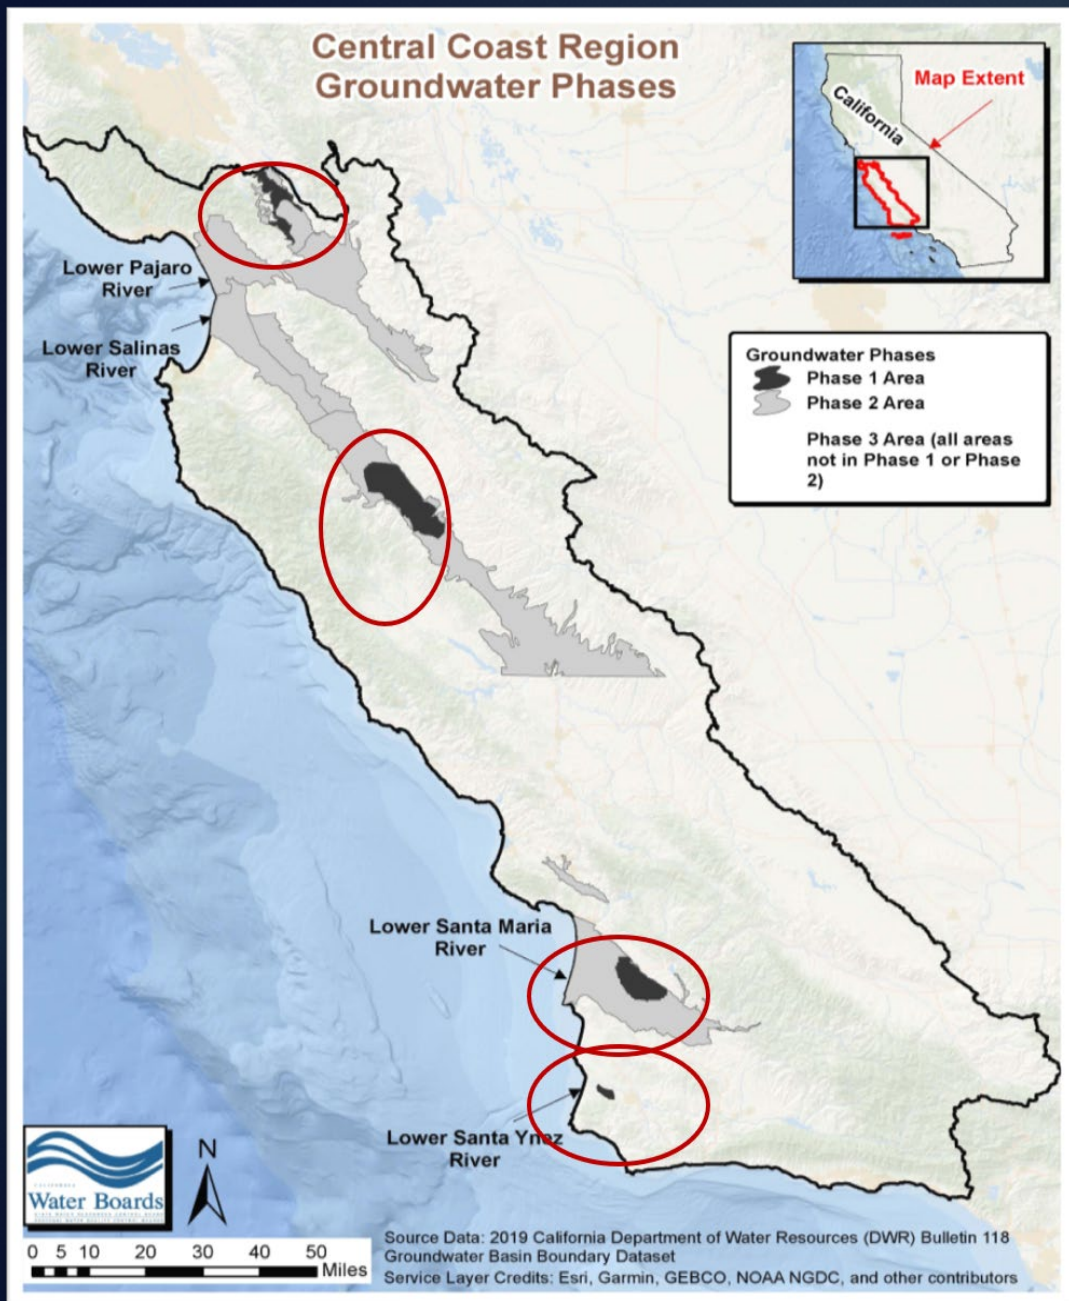 Central Coast Region
Groundwater Phases
California
Map Extent
Lower Pajaro
River
Lower Salinas
River
Groundwater Phases
Phase 1 Area
Phase 2 Area
Phase 3 Area (all areas
not in Phase 1 or Phase
2)
Lower Santa Maria
River
Lower Santa Ynez
River
CALIFORNIA
Water Boards
N
0 5 10 20 30 40 50
Miles
Source Data: 2019 California Department of Water Resources (DWR) Bulletin 118
Groundwater Basin Boundary Dataset
Service Layer Credits: Esri, Garmin, GEBCO, NOAA NGDC, and other contributors